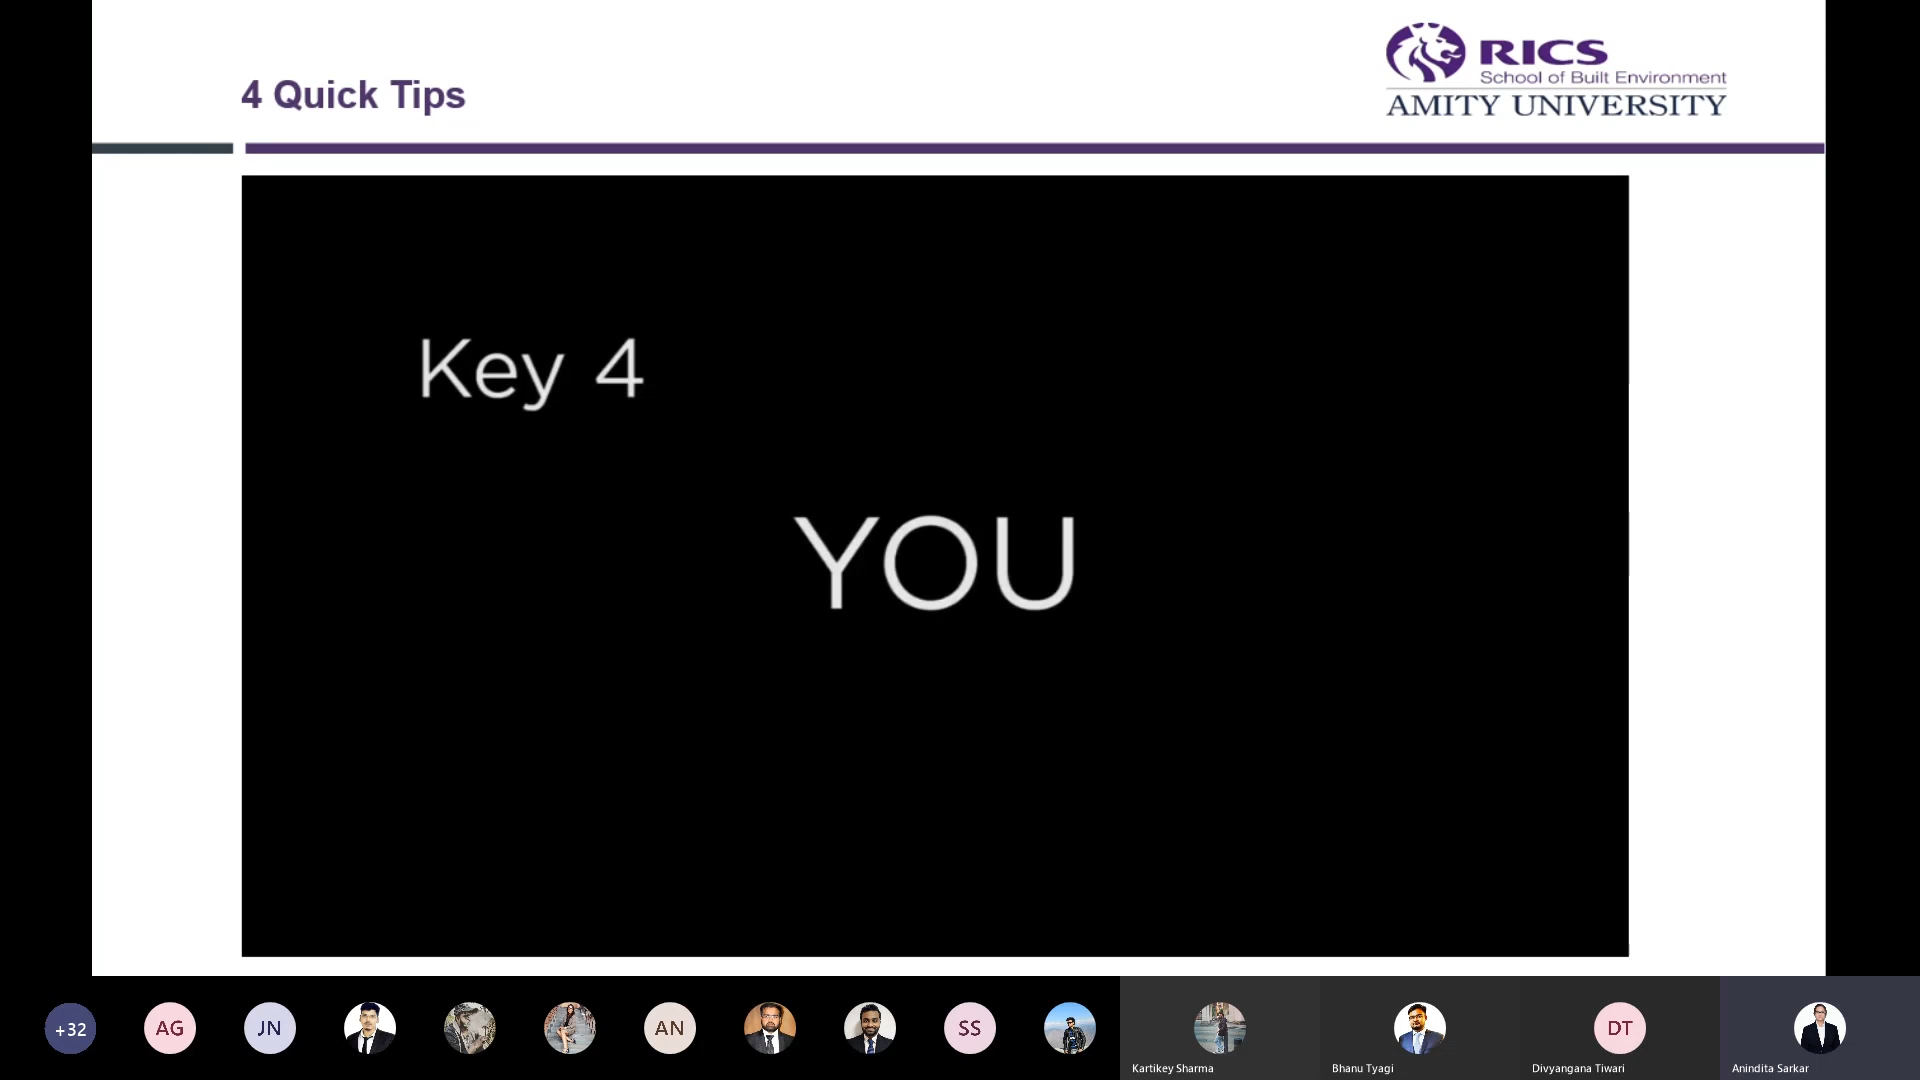 4 Quick Tips
RICS
School of Built Environment
AMITY UNIVERSITY
Key 4
YOU
+32
AG
JN
AN
SS
DT
Kartikey Sharma
Bhanu Tyagi
Divyangana Tiwari
Anindita Sarkar